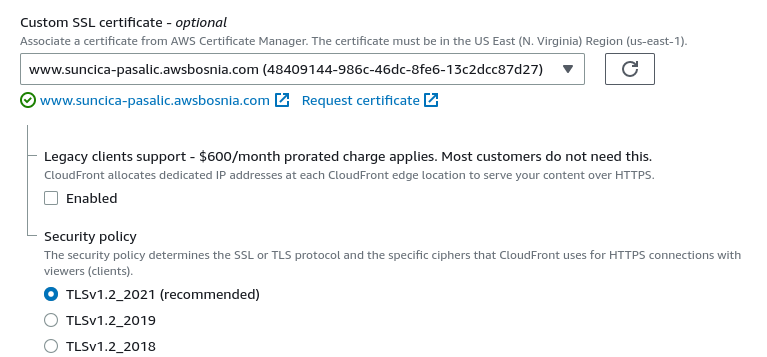 Custom SSL certificate - optional
Associate a certificate from AWS Certificate Manager. The certificate must be in the US East (N. Virginia) Region (us-east-1).
www.suncica-pasalic.awsbosnia.com (48409144-986c-46dc-8fe6-13c2dcc87d27)
www.suncica-pasalic.awsbosnia.com Request certificate
Legacy clients support - $600/month prorated charge applies. Most customers do not need this.
CloudFront allocates dedicated IP addresses at each CloudFront edge location to serve your content over HTTPS.
Enabled
Security policy
The security policy determines the SSL or TLS protocol and the specific ciphers that CloudFront uses for HTTPS connections with
viewers (clients).
TLSv1.2_2021 (recommended)
TLSv1.2_2019
TLSv1.2_2018